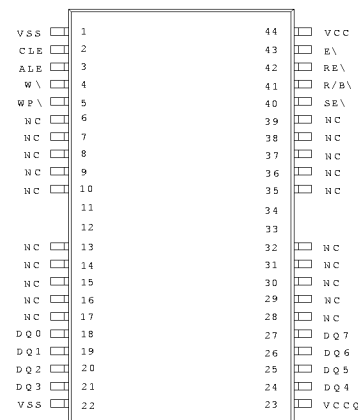 VSS 1 44 VCC
CLE 2 43 E\
ALE 3 42 RE\
W\ 4 41 R/B\
WP\ 5 40 SE\
NC 6 39 NC
NC 7 38 NC
NC 8 37 NC
NC 9 36 NC
NC 10 35 NC
11 34
12 33
NC 13 32 NC
NC 14 31 NC
NC 15 30 NC
NC 16 29 NC
NC 17 28 NC
DQ0 18 27 DQ7
DQ1 19 26 DQ6
DQ2 20 25 DQ5
DQ3 21 24 DQ4
VSS 22 23 VCCQ